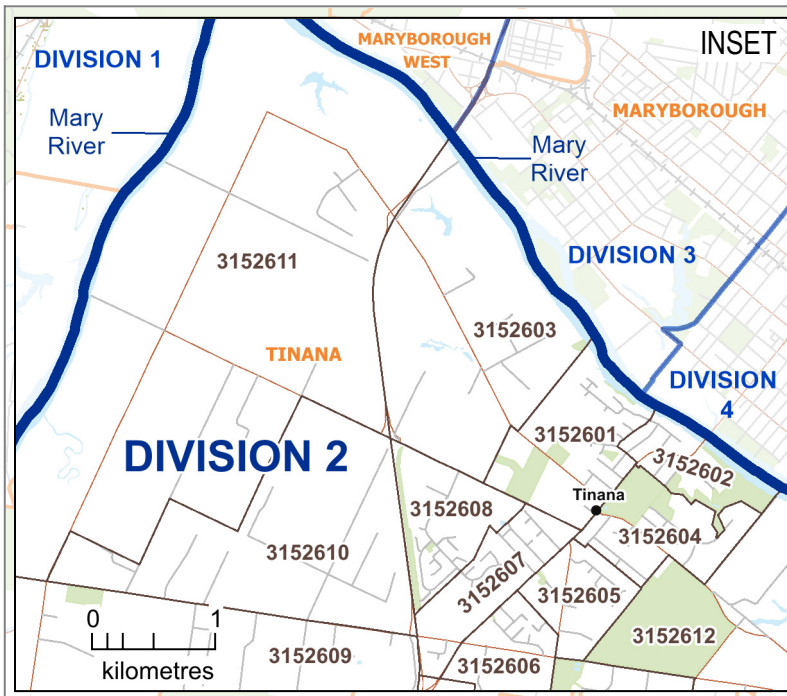 INSET
MARYBOROUGH
WEST
DIVISION 1
MARYBOROUGH
Mary
River
Mary
River
DIVISION 3
3152611
3152603
TINANA
DIVISION
4
3152601
DIVISION 2
3152602
Tinana
3152608
3152604
3152610
3152607
3152605
0 1
kilometres
3152612
3152609
3152606